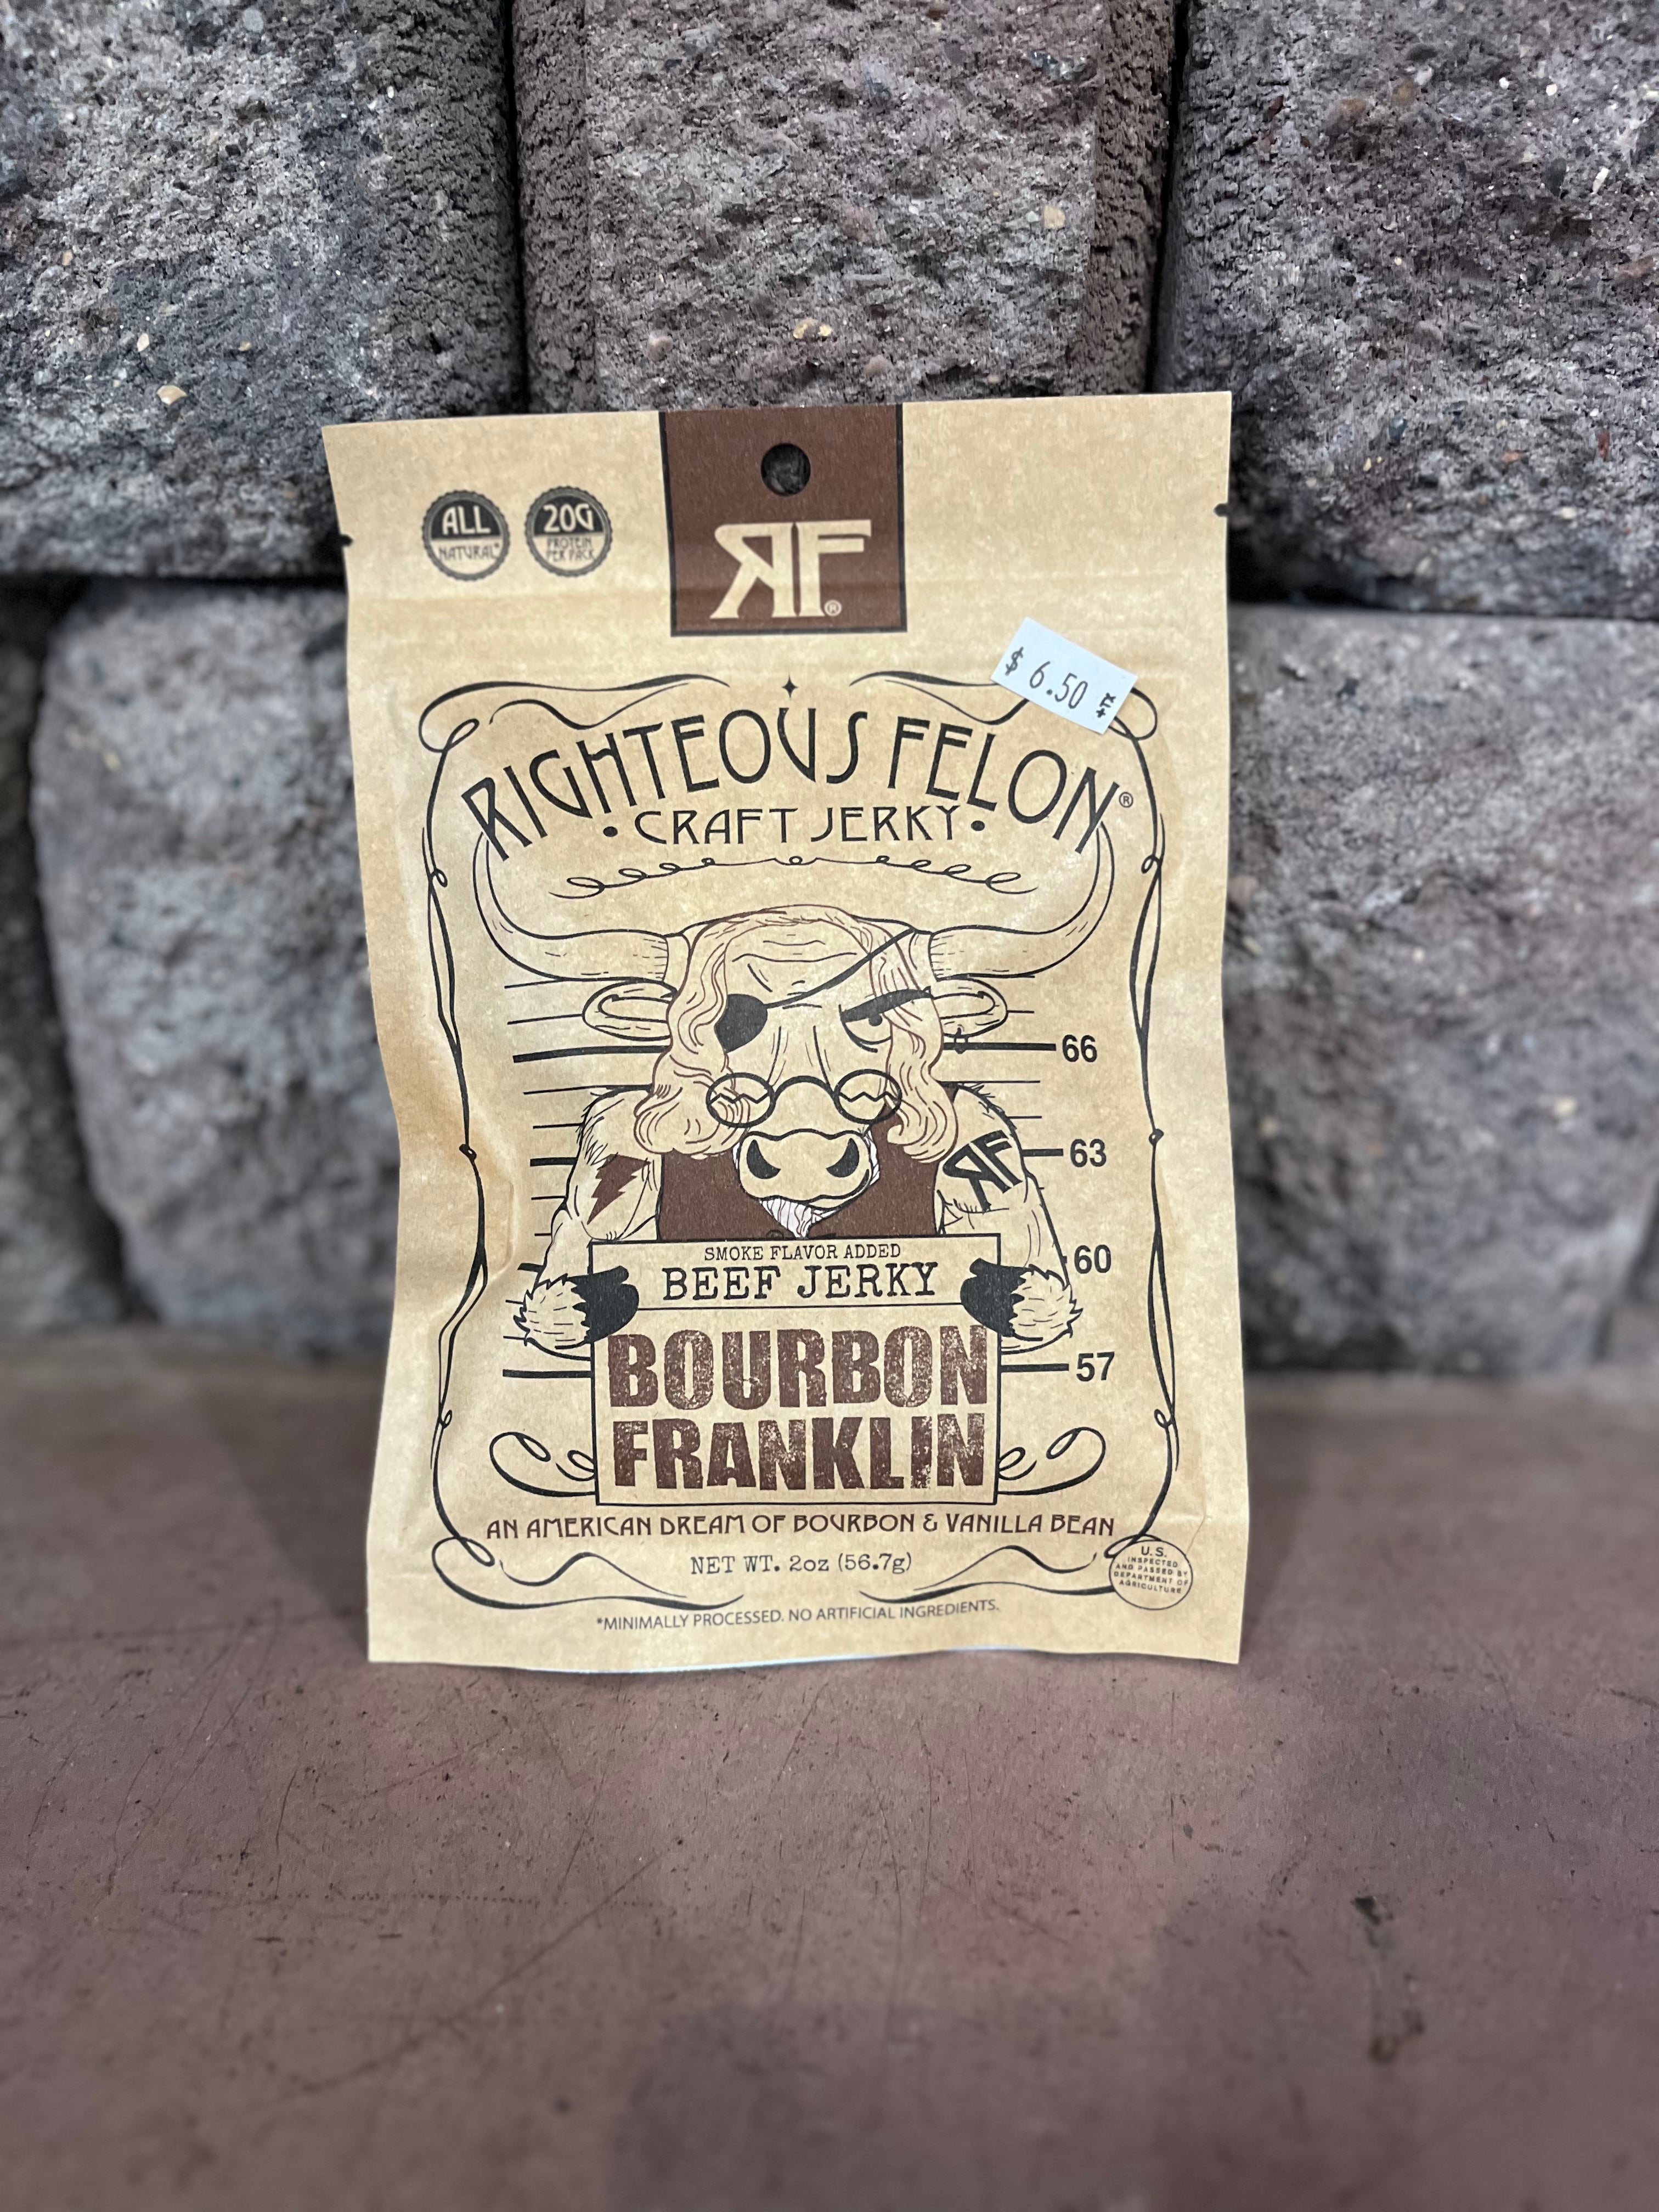 ALL
NATURAL*
20G
PROTEIN
PER PACK
RF®
$ 6.50 +TX
RIGHTEOUS FELON®
• CRAFT JERKY •
66
63
RF
60
57
SMOKE FLAVOR ADDED
BEEF JERKY
BOURBON
FRANKLIN
AN AMERICAN DREAM OF BOURBON & VANILLA BEAN
NET WT. 2oz (56.7g)
U.S.
INSPECTED
AND PASSED BY
DEPARTMENT OF
AGRICULTURE
*MINIMALLY PROCESSED. NO ARTIFICIAL INGREDIENTS.